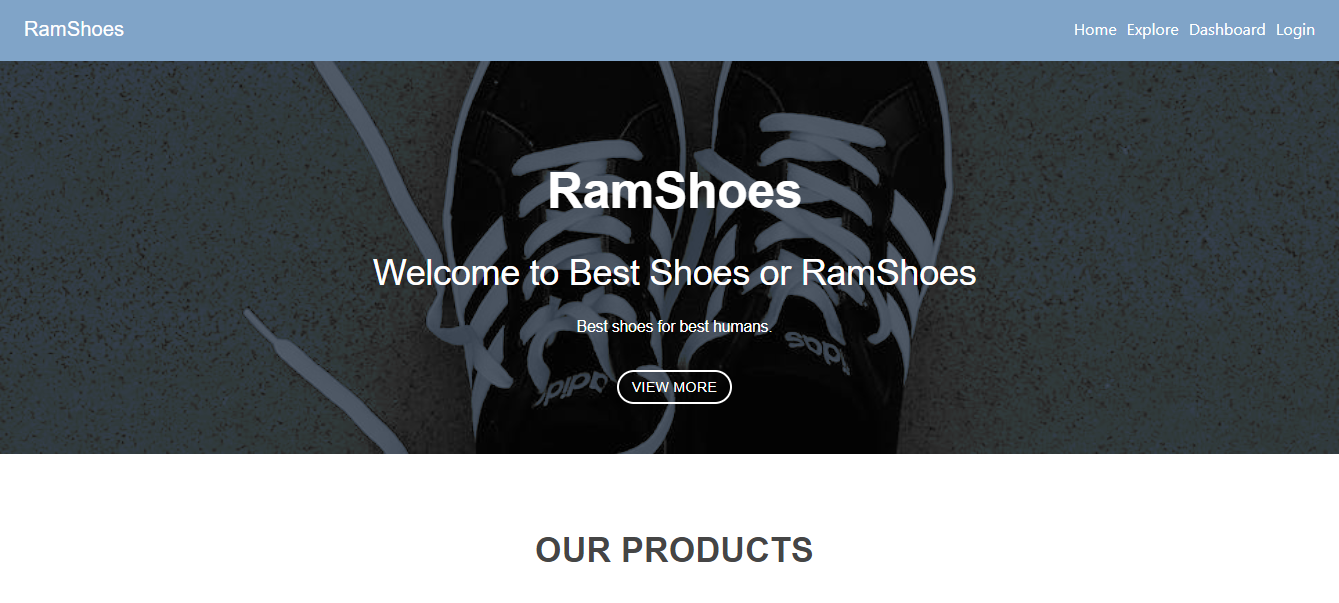 RamShoes
Home Explore Dashboard Login
RamShoes
Welcome to Best Shoes or RamShoes
Best shoes for best humans.
adidas
VIEW MORE
OUR PRODUCTS